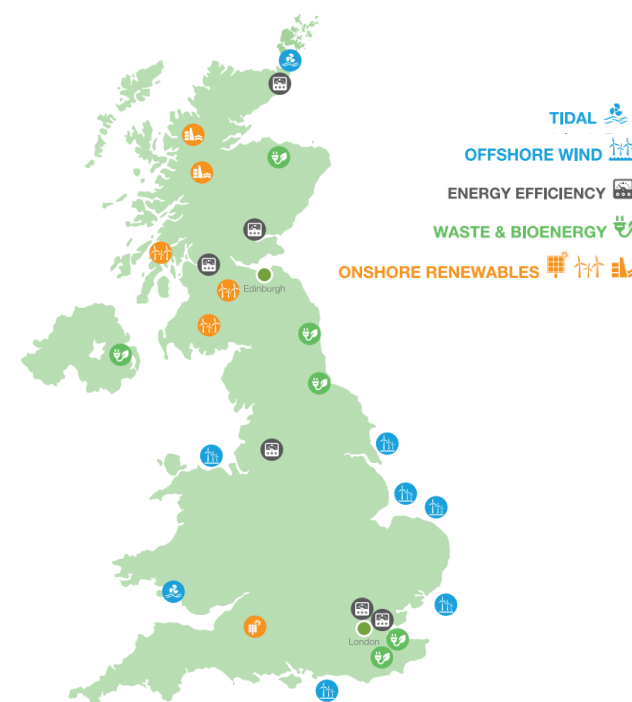 TIDAL
OFFSHORE WIND
ENERGY EFFICIENCY
WASTE & BIOENERGY
ONSHORE RENEWABLES
Edinburgh
London